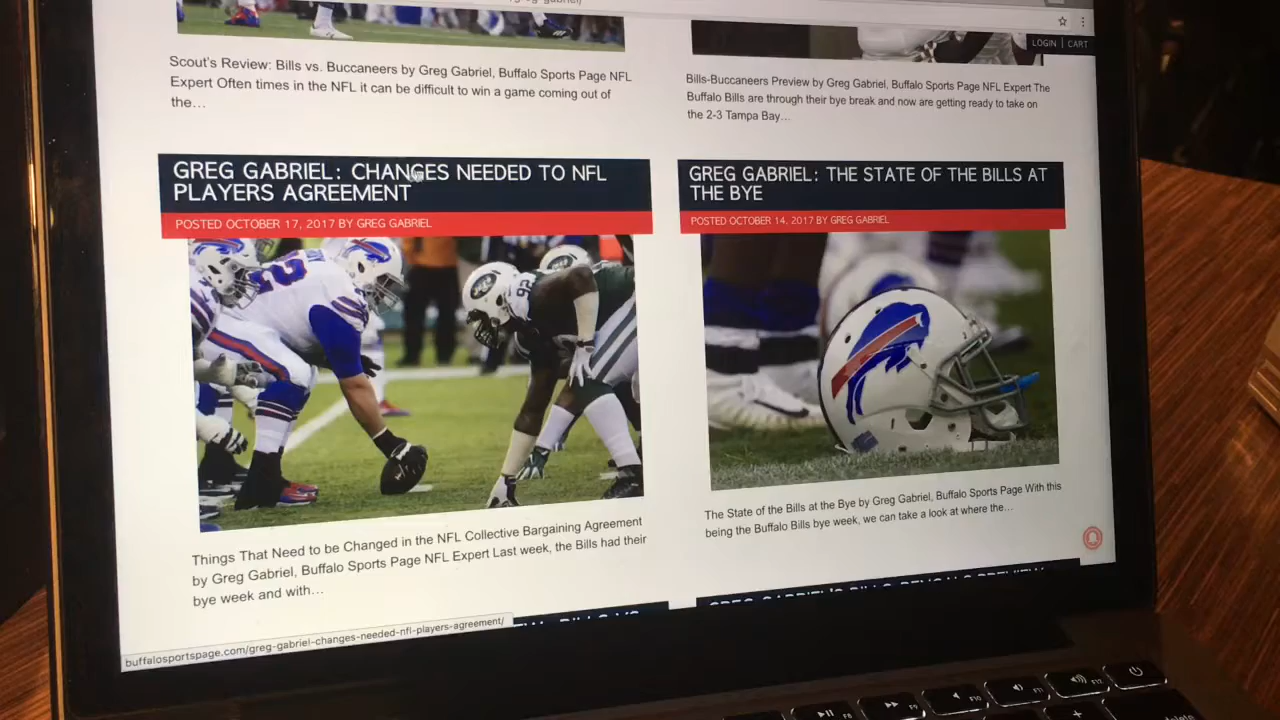 LOGIN | CART
Scout's Review: Bills vs. Buccaneers by Greg Gabriel, Buffalo Sports Page NFL
Expert Often times in the NFL it can be difficult to win a game coming out of
the...
Bills-Buccaneers Preview by Greg Gabriel, Buffalo Sports Page NFL Expert The
Buffalo Bills are through their bye break and now are getting ready to take on
the 2-3 Tampa Bay...
GREG GABRIEL: CHANGES NEEDED TO NFL
PLAYERS AGREEMENT
POSTED OCTOBER 17, 2017 BY GREG GABRIEL
GREG GABRIEL: THE STATE OF THE BILLS AT
THE BYE
POSTED OCTOBER 14, 2017 BY GREG GABRIEL
92
Things That Need to be Changed in the NFL Collective Bargaining Agreement
by Greg Gabriel, Buffalo Sports Page NFL Expert Last week, the Bills had their
bye week and with...
The State of the Bills at the Bye by Greg Gabriel, Buffalo Sports Page With this
being the Buffalo Bills bye week, we can take a look at where the...
buffalosportspage.com/greg-gabriel-changes-needed-nfl-players-agreement/
F8
F9
F10
F11
F12